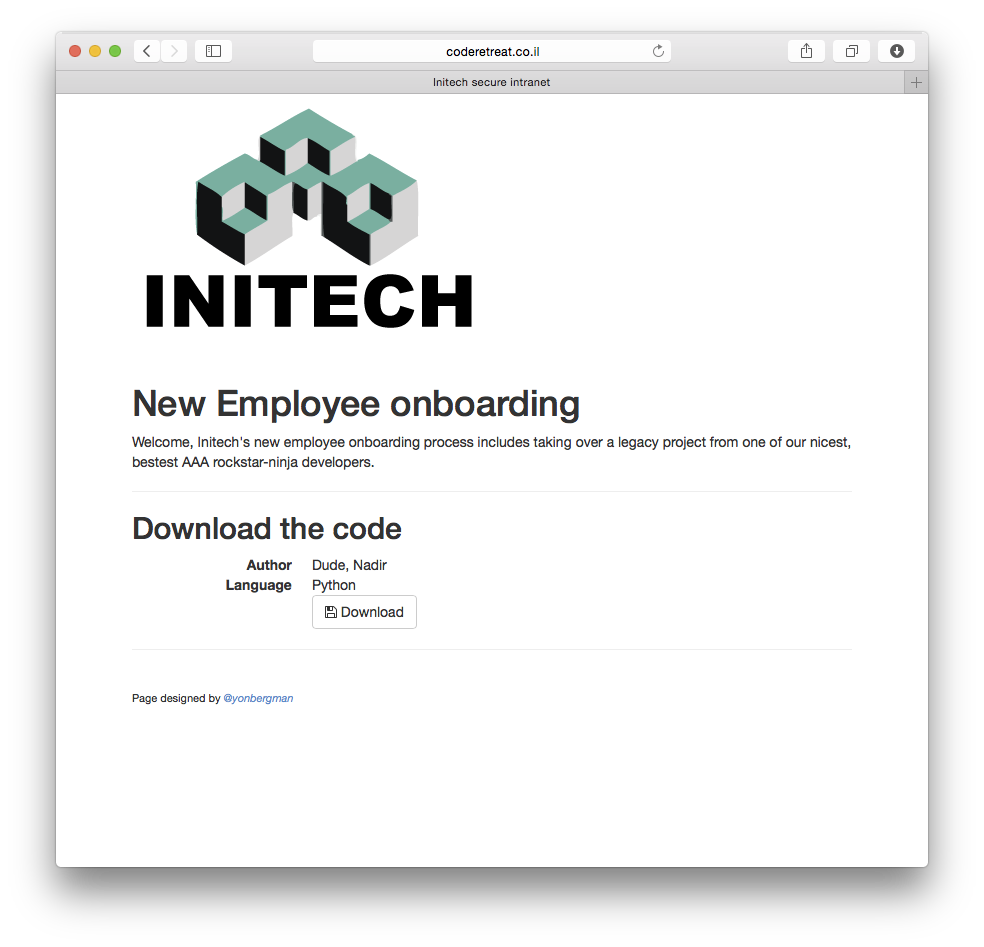 coderetreat.co.il
Initech secure intranet
INITECH
New Employee onboarding
Welcome, Initech's new employee onboarding process includes taking over a legacy project from one of our nicest,
bestest AAA rockstar-ninja developers.
Download the code
Author Dude, Nadir
Language Python
Download
Page designed by @yonbergman